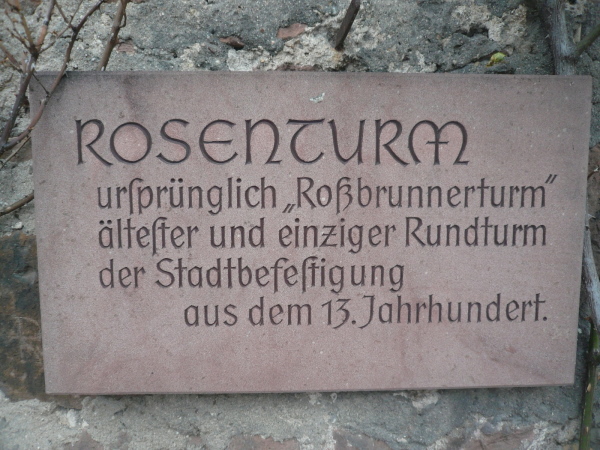 ROSENTURM
urſprünglich „Roßbrunnerturm“
älteſter und einziger Rundturm
der Stadtbefeſtigung
aus dem 13. Jahrhundert.